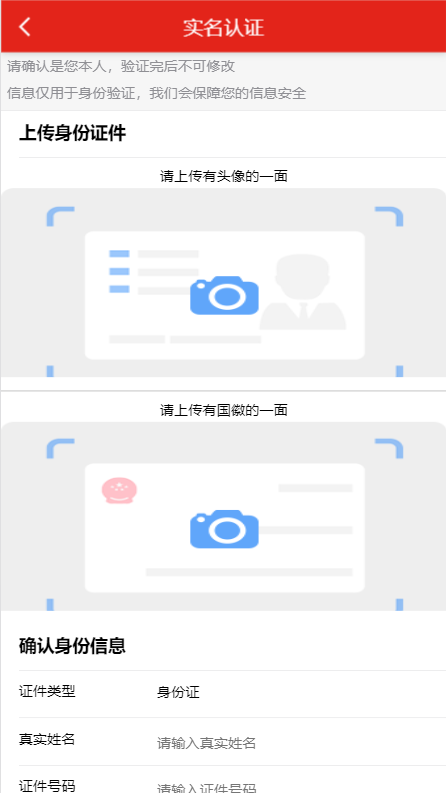 实名认证
请确认是您本人，验证完后不可修改
信息仅用于身份验证，我们会保障您的信息安全
上传身份证件
请上传有头像的一面
请上传有国徽的一面
确认身份信息
证件类型 身份证
真实姓名 请输入真实姓名
证件号码 请输入证件号码